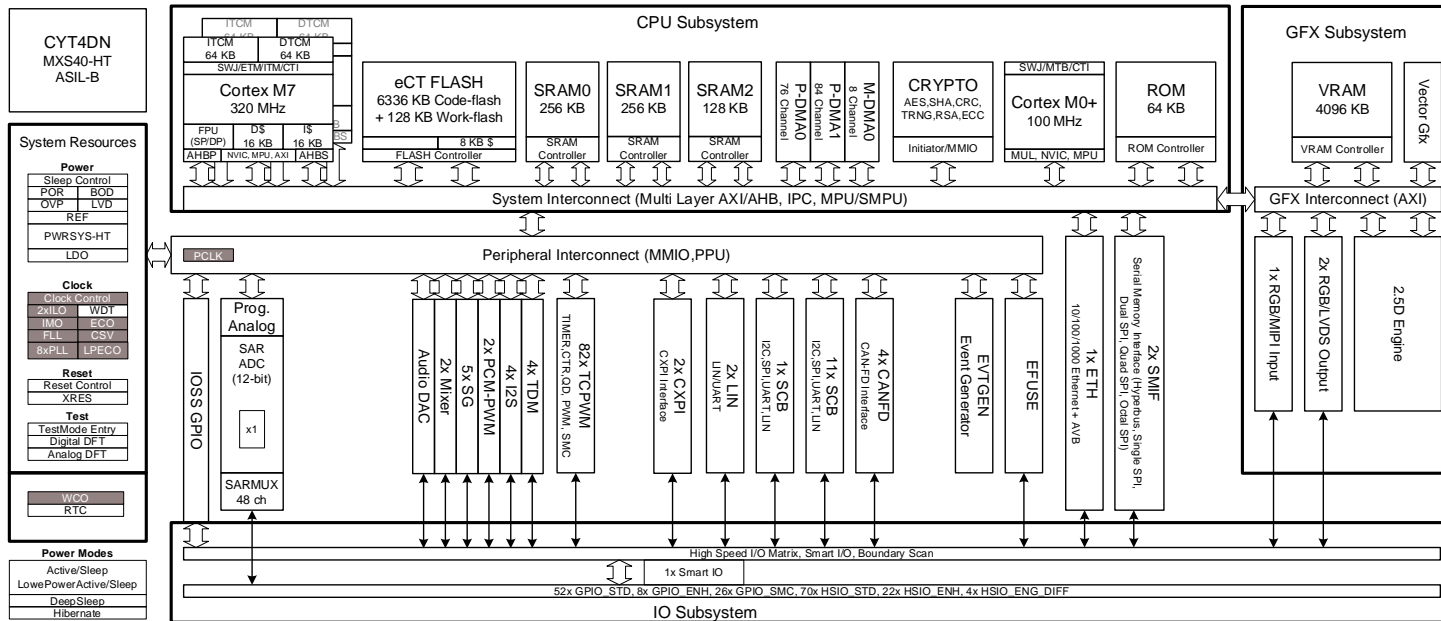 CYT4DN
MXS40-HT
ASIL-B
System Resources
Power
Sleep Control
POR
BOD
OVP
LVD
REF
PWRSYS-HT
LDO
Clock
Clock Control
2xILO
WDT
IMO
ECO
FLL
CSV
8xPLL
LPECO
Reset
Reset Control
XRES
Test
TestMode Entry
Digital DFT
Analog DFT
WCO
RTC
Power Modes
Active/Sleep
LowePowerActive/Sleep
DeepSleep
Hibernate
CPU Subsystem
ITCM
DTCM
64 KB
64 KB
ITCM
64 KB
DTCM
64 KB
SWJ/ETM/ITM/CTI
Cortex M7
320 MHz
FPU
(SP/DP)
D$
16 KB
I$
16 KB
AHBP
NVIC, MPU, AXI
AHBS
eCT FLASH
6336 KB Code-flash
+ 128 KB Work-flash
8 KB $
FLASH Controller
SRAM0
256 KB
SRAM
Controller
SRAM1
256 KB
SRAM
Controller
SRAM2
128 KB
SRAM
Controller
P-DMA0
76 Channel
P-DMA1
84 Channel
M-DMA0
8 Channel
CRYPTO
AES,SHA,CRC,
TRNG,RSA,ECC
Initiator/MMIO
SWJ/MTB/CTI
Cortex M0+
100 MHz
MUL, NVIC, MPU
ROM
64 KB
ROM Controller
System Interconnect (Multi Layer AXI/AHB, IPC, MPU/SMPU)
GFX Subsystem
VRAM
4096 KB
VRAM Controller
Vector Gfx
GFX Interconnect (AXI)
1x RGB/MIPI Input
2x RGB/LVDS Output
2.5D Engine
PCLK
Peripheral Interconnect (MMIO,PPU)
IOSS GPIO
Prog.
Analog
SAR
ADC
(12-bit)
x1
SARMUX
48 ch
Audio DAC
2x Mixer
5x SG
2x PCM-PWM
4x I2S
4x TDM
82x TCPWM
TIMER,CTR,QD, PWM, SMC
2x CXPI
CXPI Interface
2x LIN
LIN/UART
1x SCB
I2C,SPI,UART,LIN
11x SCB
I2C,SPI,UART,LIN
4x CANFD
CAN-FD Interface
EVTGEN
Event Generator
EFUSE
1x ETH
10/100/1000 Ethernet + AVB
2x SMIF
Serial Memory Interface (Hyperbus, Single SPI,
Dual SPI, Quad SPI, Octal SPI)
High Speed I/O Matrix, Smart I/O, Boundary Scan
1x Smart IO
52x GPIO_STD, 8x GPIO_ENH, 26x GPIO_SMC, 70x HSIO_STD, 22x HSIO_ENH, 4x HSIO_ENG_DIFF
IO Subsystem